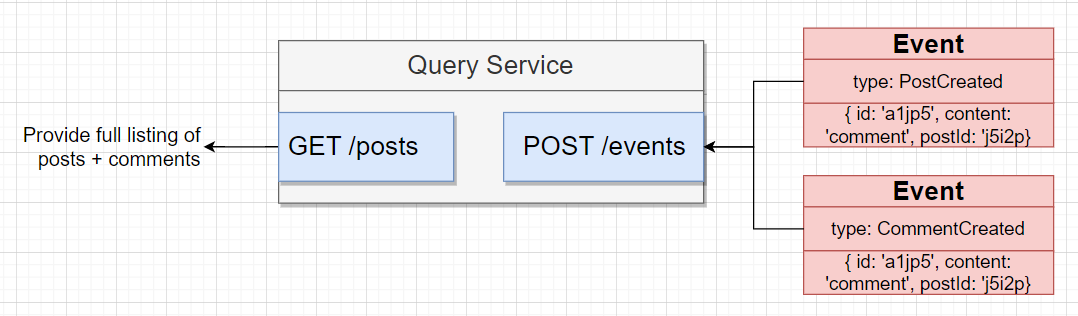 Query Service
Provide full listing of
posts + comments
GET /posts
POST /events
Event
type: PostCreated
{ id: 'a1jp5', content:
'comment', postId: 'j5i2p}
Event
type: CommentCreated
{ id: 'a1jp5', content:
'comment', postId: 'j5i2p}